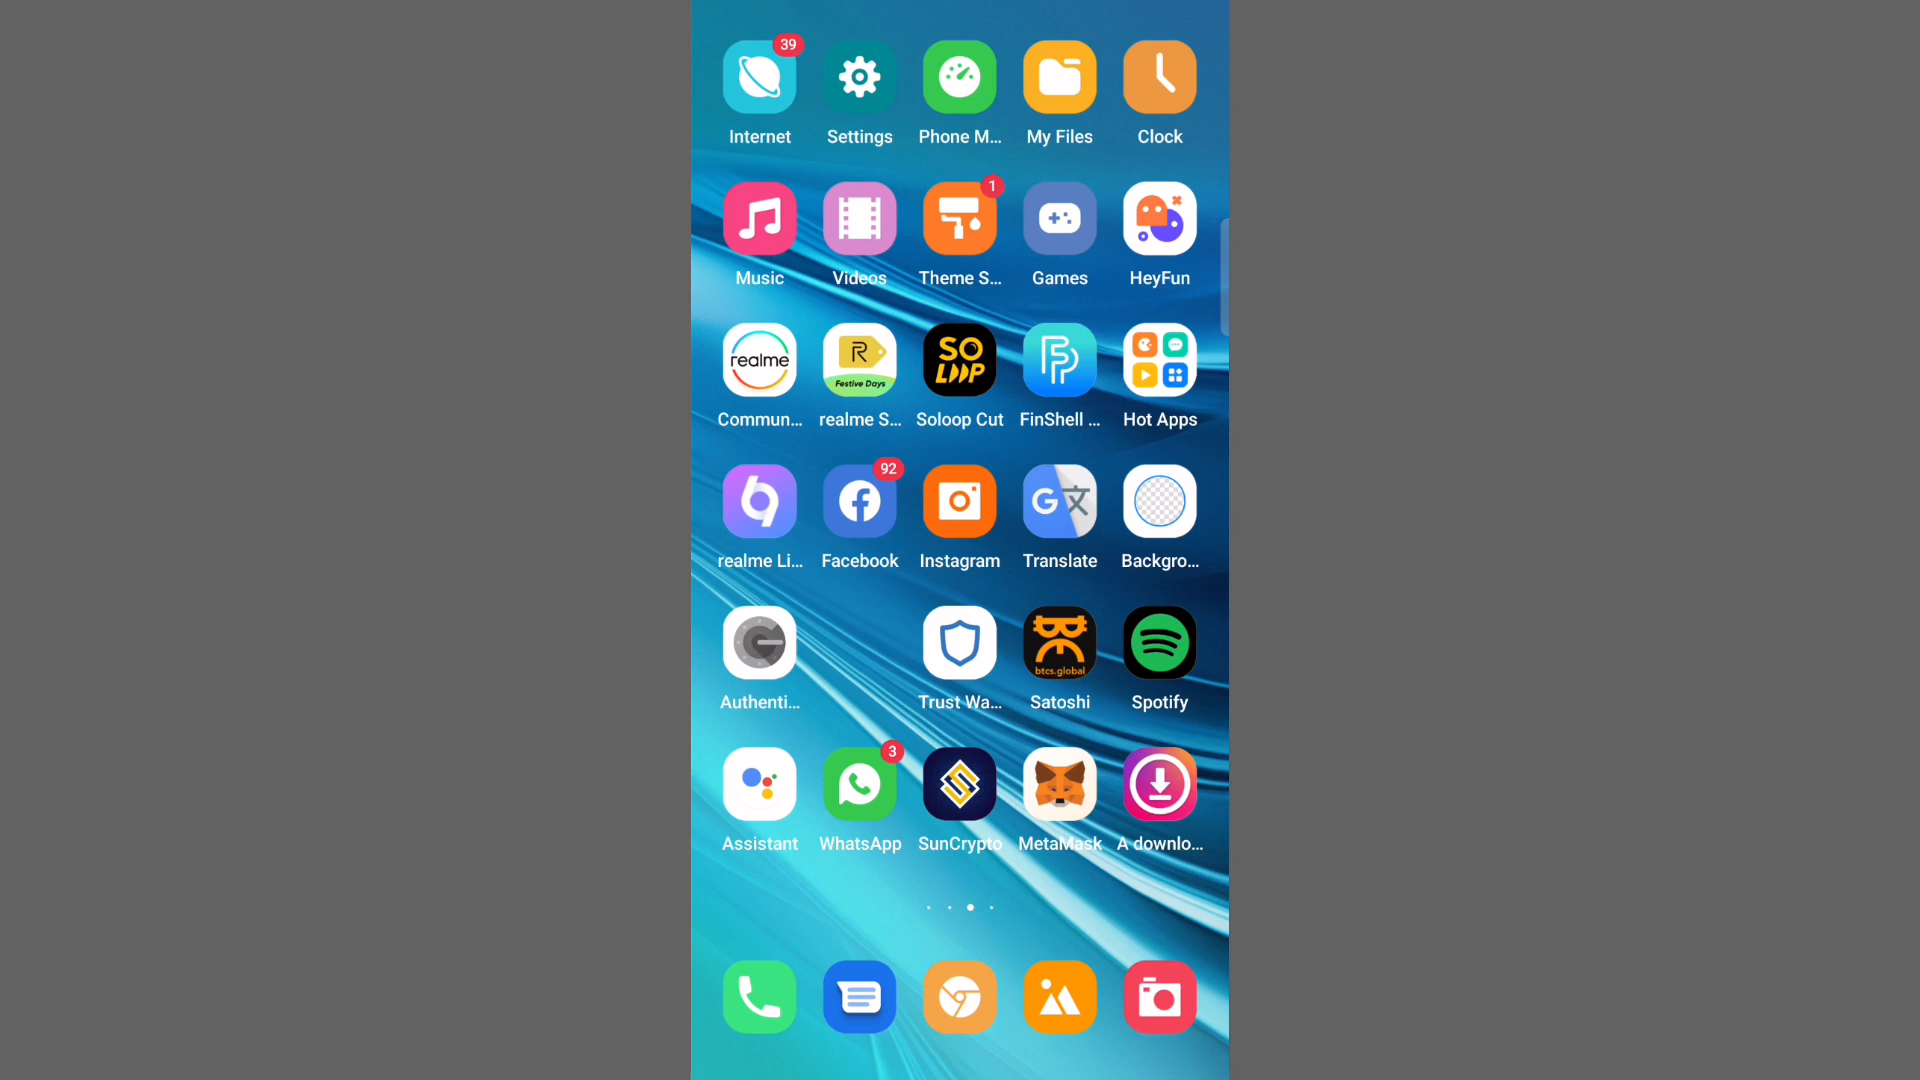 39
Internet
Settings
Phone M...
My Files
Clock
1
Music
Videos
Theme S...
Games
HeyFun
realme
R
Festive Days
SO
LOOP
Commun...
realme S...
Soloop Cut
FinShell ...
Hot Apps
92
G文
realme Li...
Facebook
Instagram
Translate
Backgro...
btcs.global
Authenti...
Trust Wa...
Satoshi
Spotify
3
Assistant
WhatsApp
SunCrypto
MetaMask
A downlo...